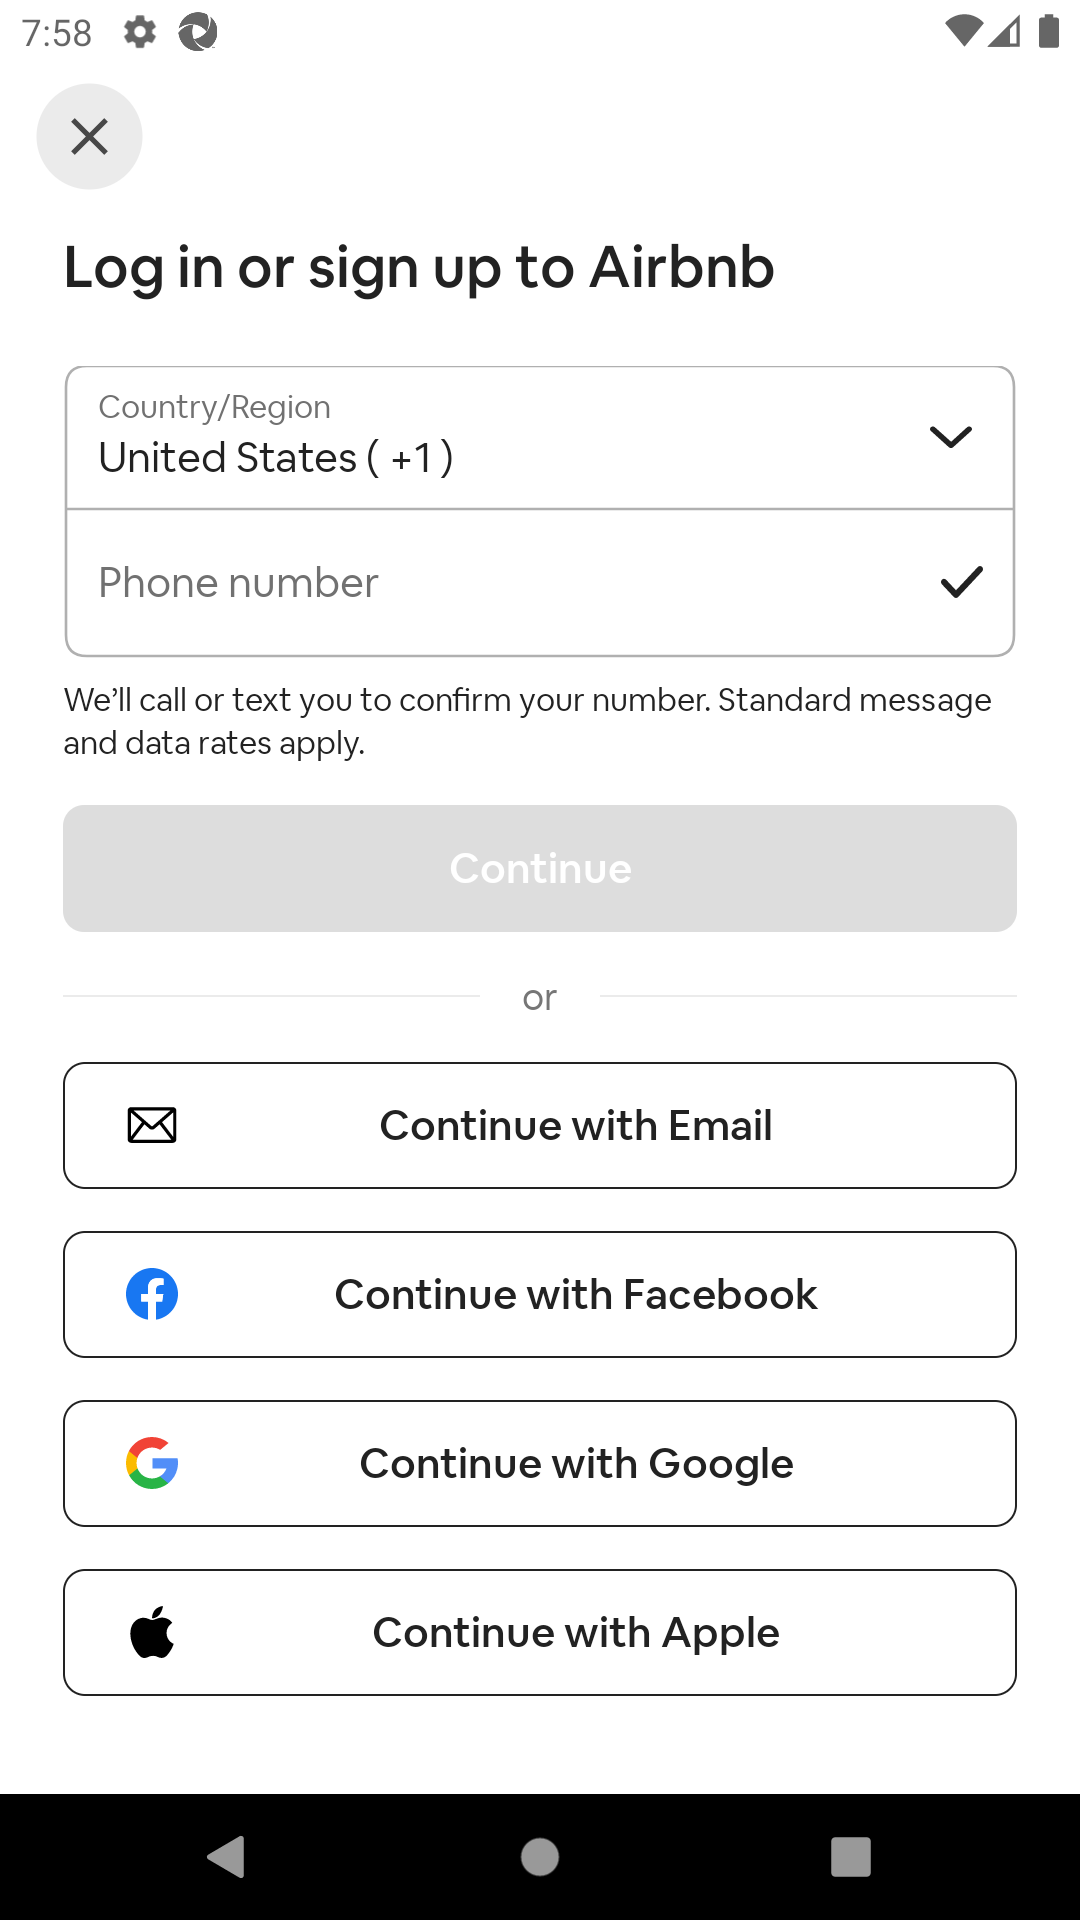 7:58
Log in or sign up to Airbnb
Country/Region
United States ( +1 )
Phone number
We’ll call or text you to confirm your number. Standard message
and data rates apply.
Continue
or
Continue with Email
Continue with Facebook
Continue with Google
Continue with Apple